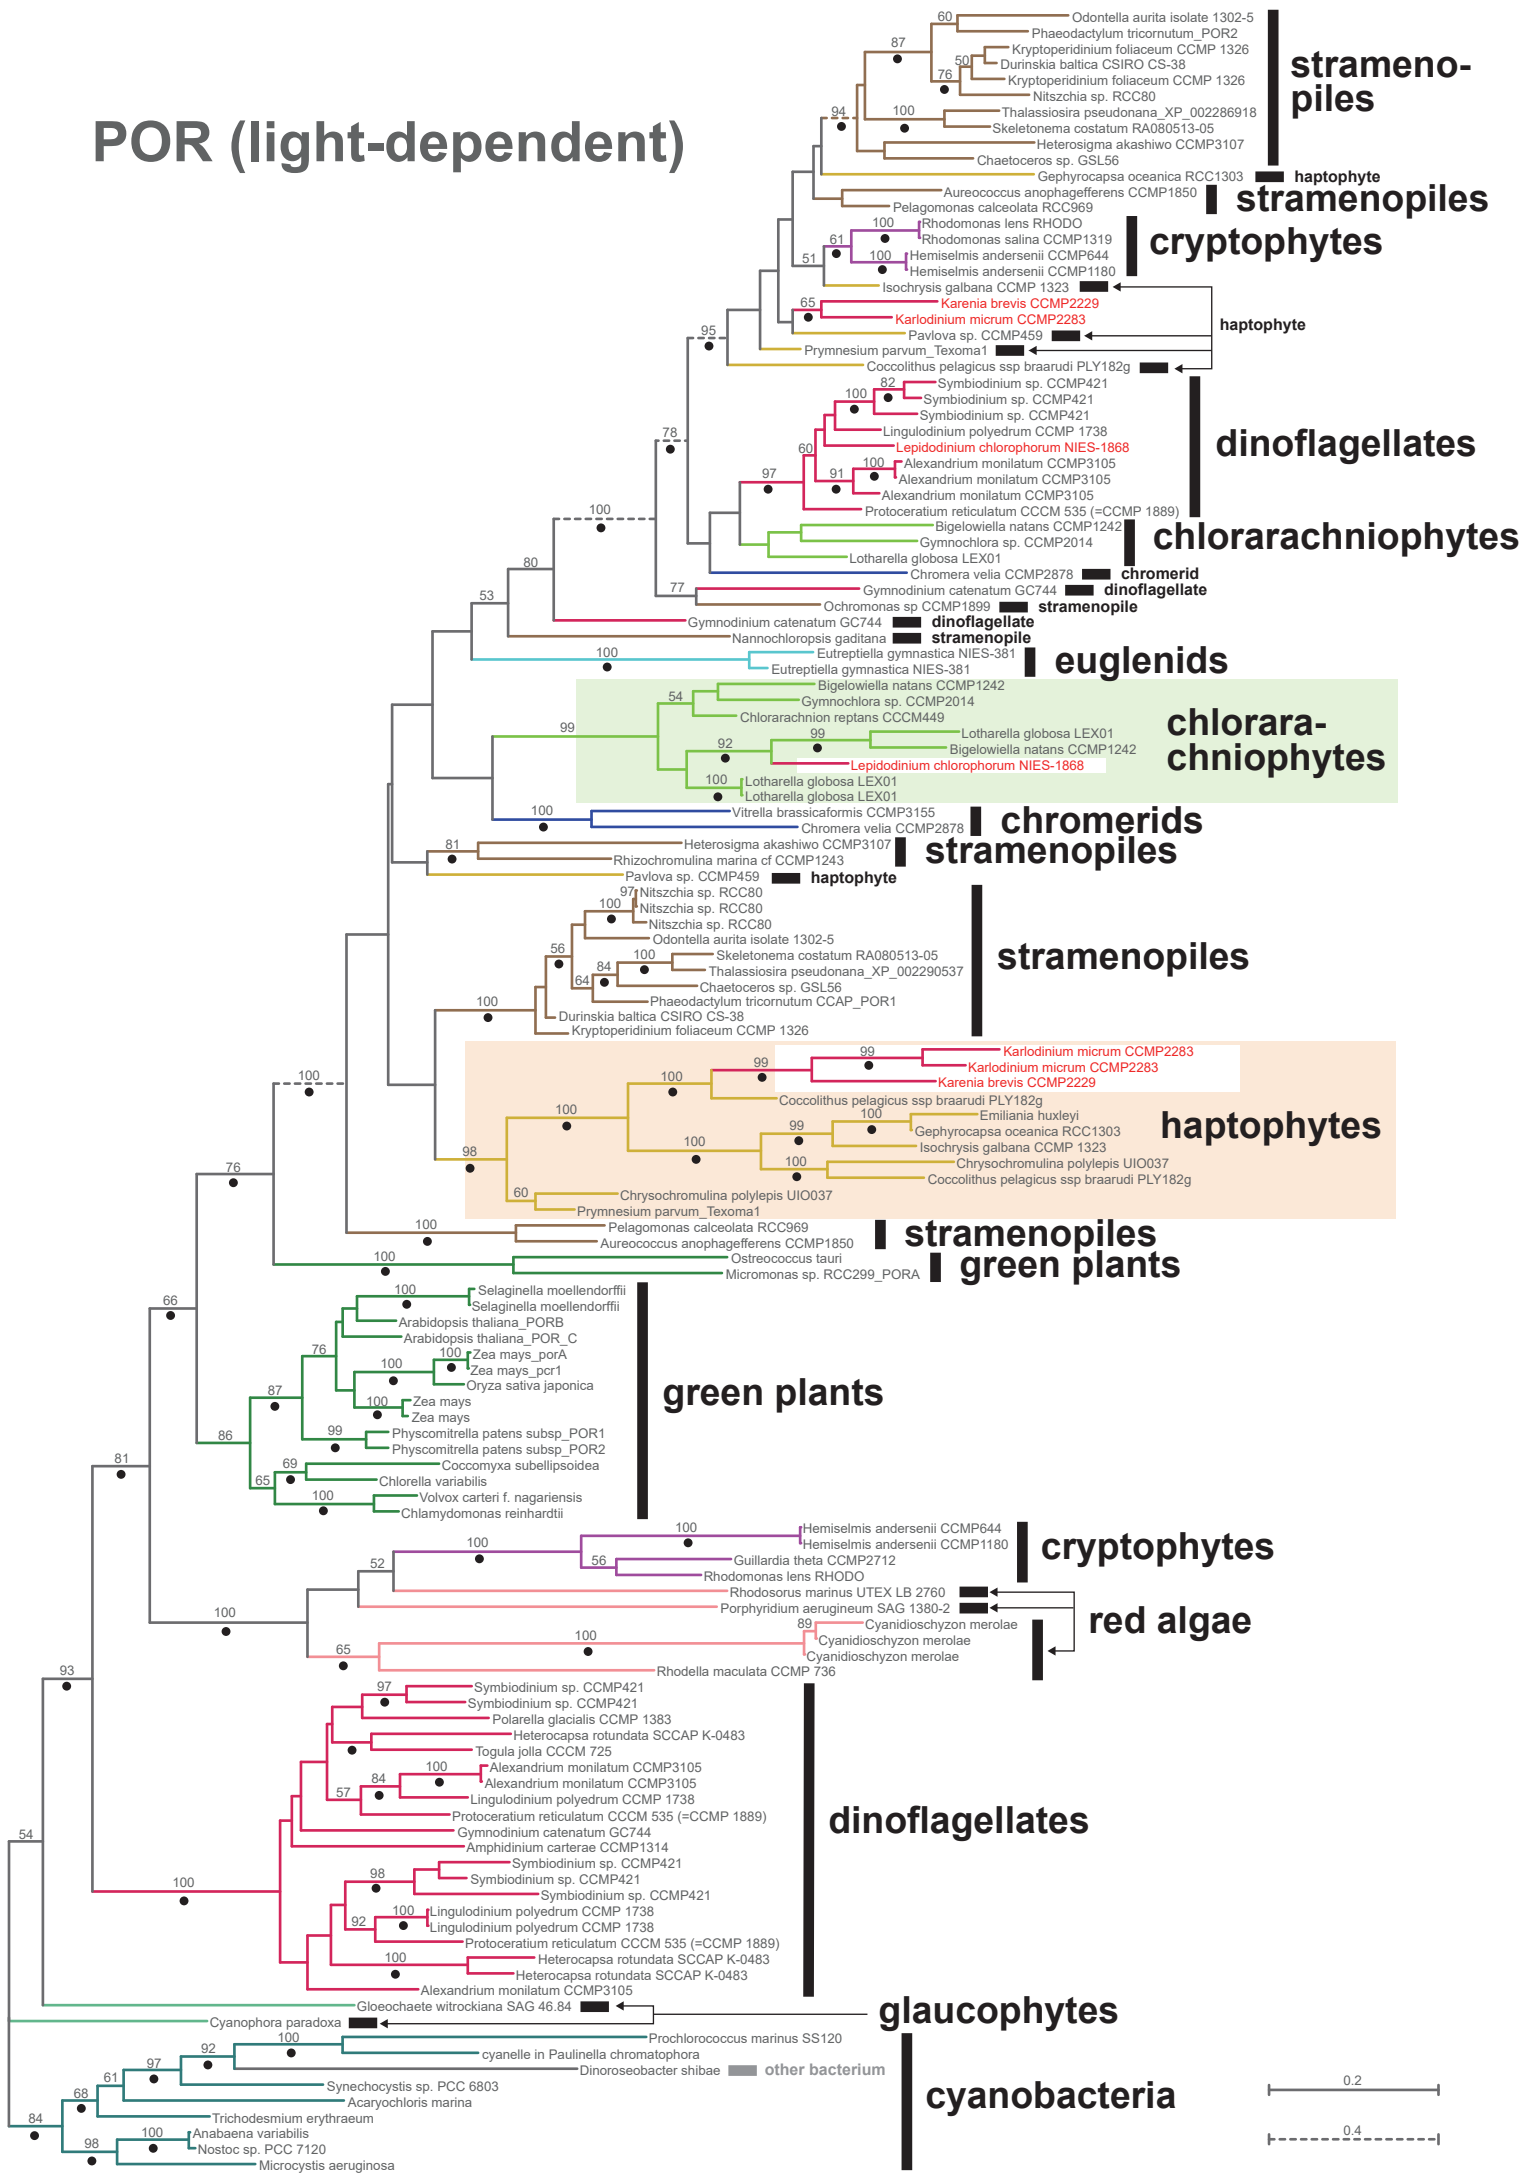 POR (light-dependent)
60
Odontella aurita isolate 1302-5
Phaeodactylum tricornutum_POR2
87
Kryptoperidinium foliaceum CCMP 1326
50
Durinskia baltica CSIRO CS-38
76
Kryptoperidinium foliaceum CCMP 1326
Nitszchia sp. RCC80
strameno-
piles
94
100
Thalassiosira pseudonana_XP_002286918
Skeletonema costatum RA080513-05
Heterosigma akashiwo CCMP3107
Chaetoceros sp. GSL56
Gephyrocapsa oceanica RCC1303
haptophyte
Aureococcus anophagefferens CCMP1850
Pelagomonas calceolata RCC969
stramenopiles
100
Rhodomonas lens RHODO
61
Rhodomonas salina CCMP1319
51
100
Hemiselmis andersenii CCMP644
Hemiselmis andersenii CCMP1180
cryptophytes
Isochrysis galbana CCMP 1323
65
Karenia brevis CCMP2229
Karlodinium micrum CCMP2283
haptophyte
95
Pavlova sp. CCMP459
Prymnesium parvum_Texoma1
Coccolithus pelagicus ssp braarudi PLY182g
82
Symbiodinium sp. CCMP421
100
Symbiodinium sp. CCMP421
Symbiodinium sp. CCMP421
78
Lingulodinium polyedrum CCMP 1738
60
Lepidodinium chlorophorum NIES-1868
dinoflagellates
97
100
Alexandrium monilatum CCMP3105
91
Alexandrium monilatum CCMP3105
Alexandrium monilatum CCMP3105
Protoceratium reticulatum CCCM 535 (=CCMP 1889)
100
Bigelowiella natans CCMP1242
Gymnochlora sp. CCMP2014
Lotharella globosa LEX01
chlorarachniophytes
80
Chromera velia CCMP2878
chromerid
77
Gymnodinium catenatum GC744
dinoflagellate
53
Ochromonas sp CCMP1899
stramenopile
Gymnodinium catenatum GC744
dinoflagellate
Nannochloropsis gaditana
stramenopile
100
Eutreptiella gymnastica NIES-381
Eutreptiella gymnastica NIES-381
euglenids
Bigelowiella natans CCMP1242
54
Gymnochlora sp. CCMP2014
Chlorarachnion reptans CCCM449
99
99
Lotharella globosa LEX01
92
Bigelowiella natans CCMP1242
Lepidodinium chlorophorum NIES-1868
100
Lotharella globosa LEX01
Lotharella globosa LEX01
chlorara-
chniophytes
100
Vitrella brassicaformis CCMP3155
Chromera velia CCMP2878
chromerids
81
Heterosigma akashiwo CCMP3107
Rhizochromulina marina cf CCMP1243
stramenopiles
Pavlova sp. CCMP459
haptophyte
97
Nitszchia sp. RCC80
100
Nitszchia sp. RCC80
Nitszchia sp. RCC80
Odontella aurita isolate 1302-5
56
100
Skeletonema costatum RA080513-05
84
Thalassiosira pseudonana_XP_002290537
64
Chaetoceros sp. GSL56
Phaeodactylum tricornutum CCAP_POR1
100
Durinskia baltica CSIRO CS-38
Kryptoperidinium foliaceum CCMP 1326
stramenopiles
99
Karlodinium micrum CCMP2283
99
Karlodinium micrum CCMP2283
100
Karenia brevis CCMP2229
Coccolithus pelagicus ssp braarudi PLY182g
100
100
Emiliania huxleyi
99
Gephyrocapsa oceanica RCC1303
Isochrysis galbana CCMP 1323
100
100
Chrysochromulina polylepis UIO037
Coccolithus pelagicus ssp braarudi PLY182g
98
60
Chrysochromulina polylepis UIO037
Prymnesium parvum_Texoma1
haptophytes
100
76
100
Pelagomonas calceolata RCC969
Aureococcus anophagefferens CCMP1850
stramenopiles
100
Ostreococcus tauri
Micromonas sp. RCC299_PORA
green plants
66
100
Selaginella moellendorffii
Selaginella moellendorffii
Arabidopsis thaliana_PORB
Arabidopsis thaliana_POR_C
76
100
Zea mays_porA
100
Zea mays_pcr1
Oryza sativa japonica
87
100
Zea mays
Zea mays
99
Physcomitrella patens subsp_POR1
Physcomitrella patens subsp_POR2
86
69
Coccomyxa subellipsoidea
65
Chlorella variabilis
100
Volvox carteri f. nagariensis
Chlamydomonas reinhardtii
green plants
81
100
Hemiselmis andersenii CCMP644
100
Hemiselmis andersenii CCMP1180
56
Guillardia theta CCMP2712
52
Rhodomonas lens RHODO
cryptophytes
Rhodosorus marinus UTEX LB 2760
Porphyridium aerugineum SAG 1380-2
100
89
Cyanidioschyzon merolae
100
Cyanidioschyzon merolae
65
Cyanidioschyzon merolae
Rhodella maculata CCMP 736
red algae
93
97
Symbiodinium sp. CCMP421
Symbiodinium sp. CCMP421
Polarella glacialis CCMP 1383
Heterocapsa rotundata SCCAP K-0483
Togula jolla CCCM 725
100
Alexandrium monilatum CCMP3105
84
Alexandrium monilatum CCMP3105
57
Lingulodinium polyedrum CCMP 1738
Protoceratium reticulatum CCCM 535 (=CCMP 1889)
Gymnodinium catenatum GC744
Amphidinium carterae CCMP1314
54
100
Symbiodinium sp. CCMP421
98
Symbiodinium sp. CCMP421
Symbiodinium sp. CCMP421
100
Lingulodinium polyedrum CCMP 1738
92
Lingulodinium polyedrum CCMP 1738
Protoceratium reticulatum CCCM 535 (=CCMP 1889)
100
Heterocapsa rotundata SCCAP K-0483
Heterocapsa rotundata SCCAP K-0483
Alexandrium monilatum CCMP3105
dinoflagellates
Gloeochaete witrockiana SAG 46.84
Cyanophora paradoxa
glaucophytes
100
Prochlorococcus marinus SS120
92
cyanelle in Paulinella chromatophora
97
Dinoroseobacter shibae
other bacterium
61
Synechocystis sp. PCC 6803
68
Acaryochloris marina
84
Trichodesmium erythraeum
100
Anabaena variabilis
98
Nostoc sp. PCC 7120
Microcystis aeruginosa
cyanobacteria
0.2
0.4